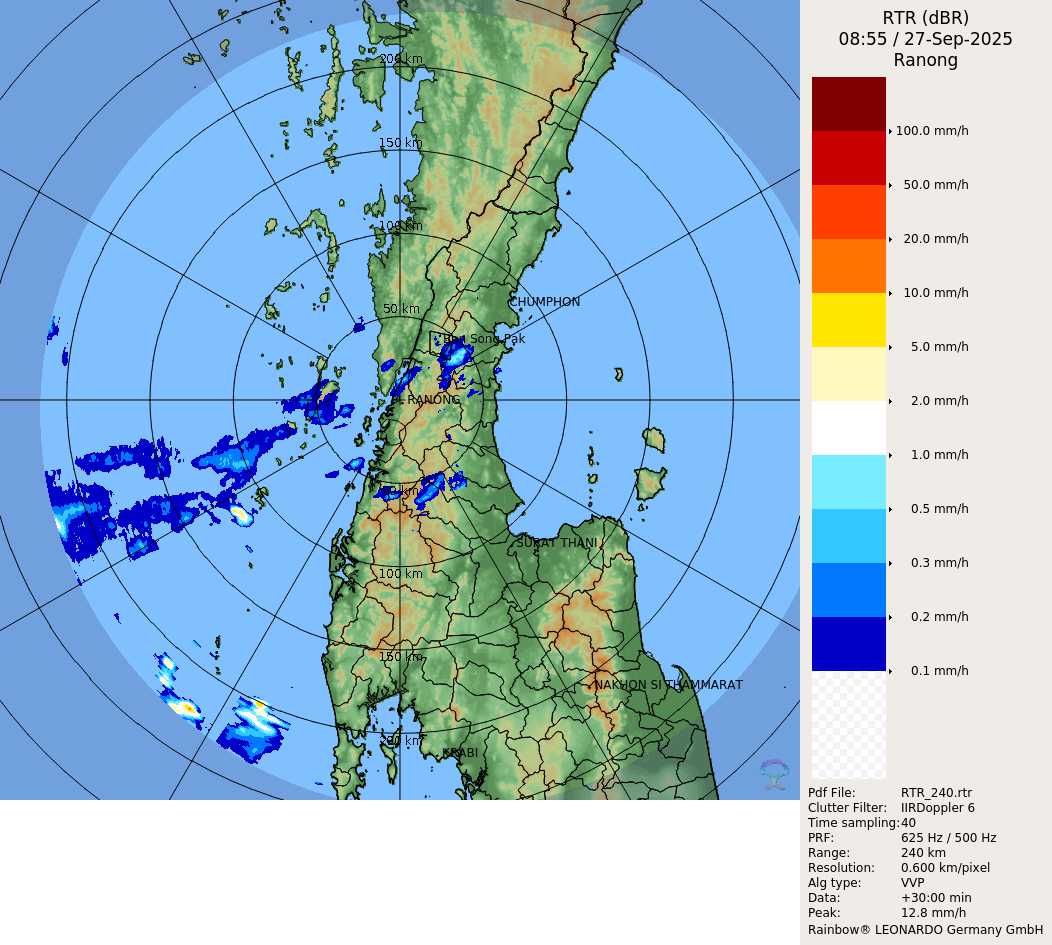 RTR (dBR)
08:55 / 27-Sep-2025
Ranong
200 km
150 km
100 km
50 km
CHUMPHON
Ban Song Pak
RANONG
50 km
SURAT THANI
100 km
150 km
NAKHON SI THAMMARAT
200 km
KRABI
100.0 mm/h
50.0 mm/h
20.0 mm/h
10.0 mm/h
5.0 mm/h
2.0 mm/h
1.0 mm/h
0.5 mm/h
0.3 mm/h
0.2 mm/h
0.1 mm/h
Pdf File: RTR_240.rtr
Clutter Filter: IIRDoppler 6
Time sampling:40
PRF: 625 Hz / 500 Hz
Range: 240 km
Resolution: 0.600 km/pixel
Alg type: VVP
Data: +30:00 min
Peak: 12.8 mm/h
Rainbow® LEONARDO Germany GmbH